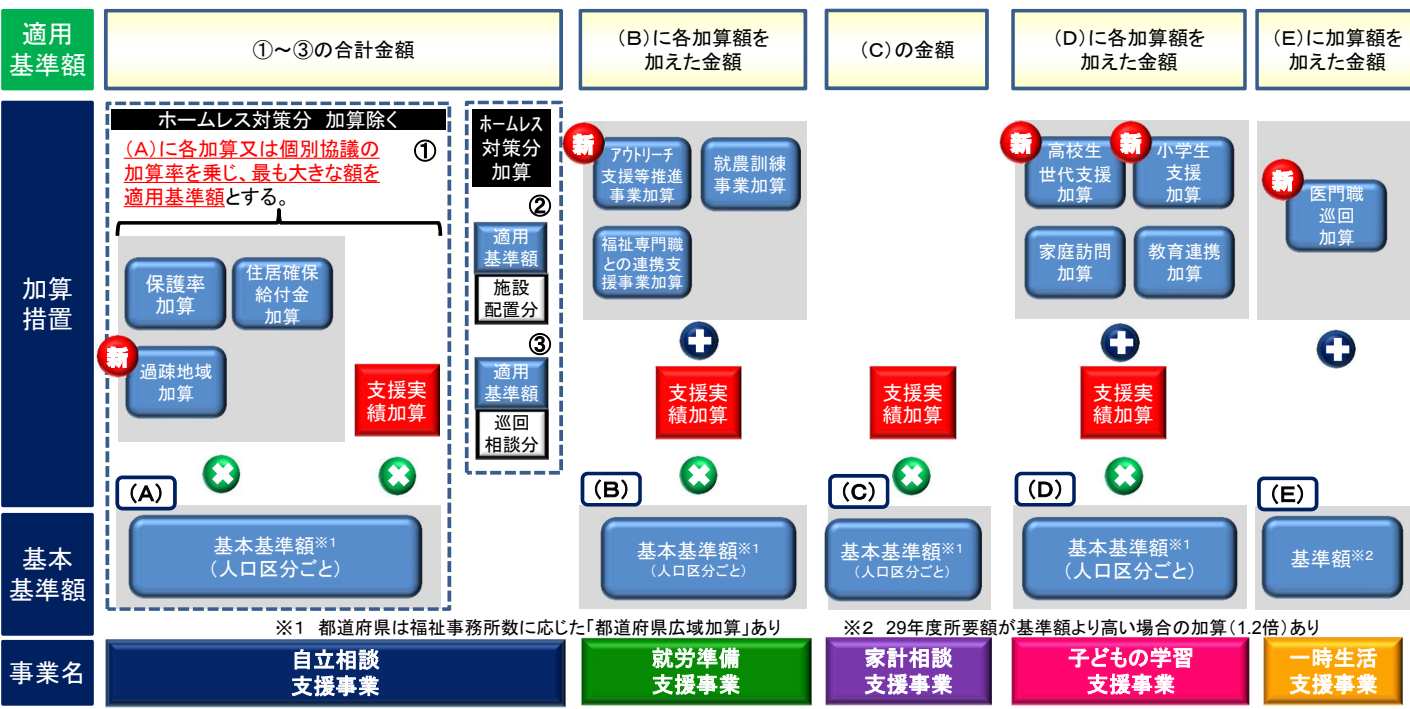 適用
基準額
①～③の合計金額
（B）に各加算額を
加えた金額
（C）の金額
（D）に各加算額を
加えた金額
（E）に加算額を
加えた金額
加算
措置
ホームレス対策分 加算除く
（A）に各加算又は個別協議の
加算率を乗じ、最も大きな額を
適用基準額とする。
①
保護率
加算
住居確保
給付金
加算
新
過疎地域
加算
支援実
績加算
ホームレス
対策分
加算
②
適用
基準額
施設
配置分
③
適用
基準額
巡回
相談分
新
アウトリーチ
支援等推進
事業加算
就農訓練
事業加算
福祉専門職
との連携支
援事業加算
支援実
績加算
支援実
績加算
新
高校生
世代支援
加算
新
小学生
支援
加算
家庭訪問
加算
教育連携
加算
支援実
績加算
新
医門職
巡回
加算
基本
基準額
（A）
基本基準額※1
（人口区分ごと）
（B）
基本基準額※1
（人口区分ごと）
（C）
基本基準額※1
（人口区分ごと）
（D）
基本基準額※1
（人口区分ごと）
（E）
基準額※2
※1 都道府県は福祉事務所数に応じた「都道府県広域加算」あり
※2 29年度所要額が基準額より高い場合の加算（1.2倍）あり
事業名
自立相談
支援事業
就労準備
支援事業
家計相談
支援事業
子どもの学習
支援事業
一時生活
支援事業